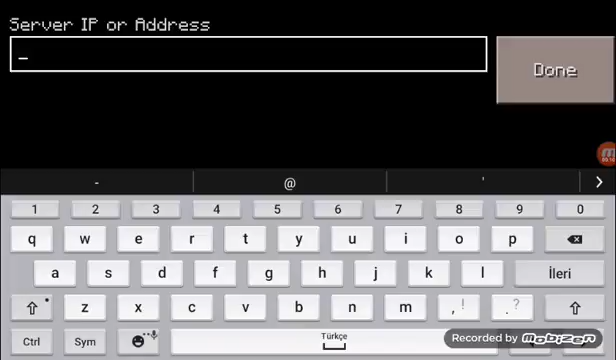 Server IP or Address
_
Done
- @ '
1 2 3 4 5 6 7 8 9 0
q w e r t y u i o p
a s d f g h j k l İleri
z x c v b n m , ! . ?
Ctrl Sym Türkçe
Recorded by mobizen